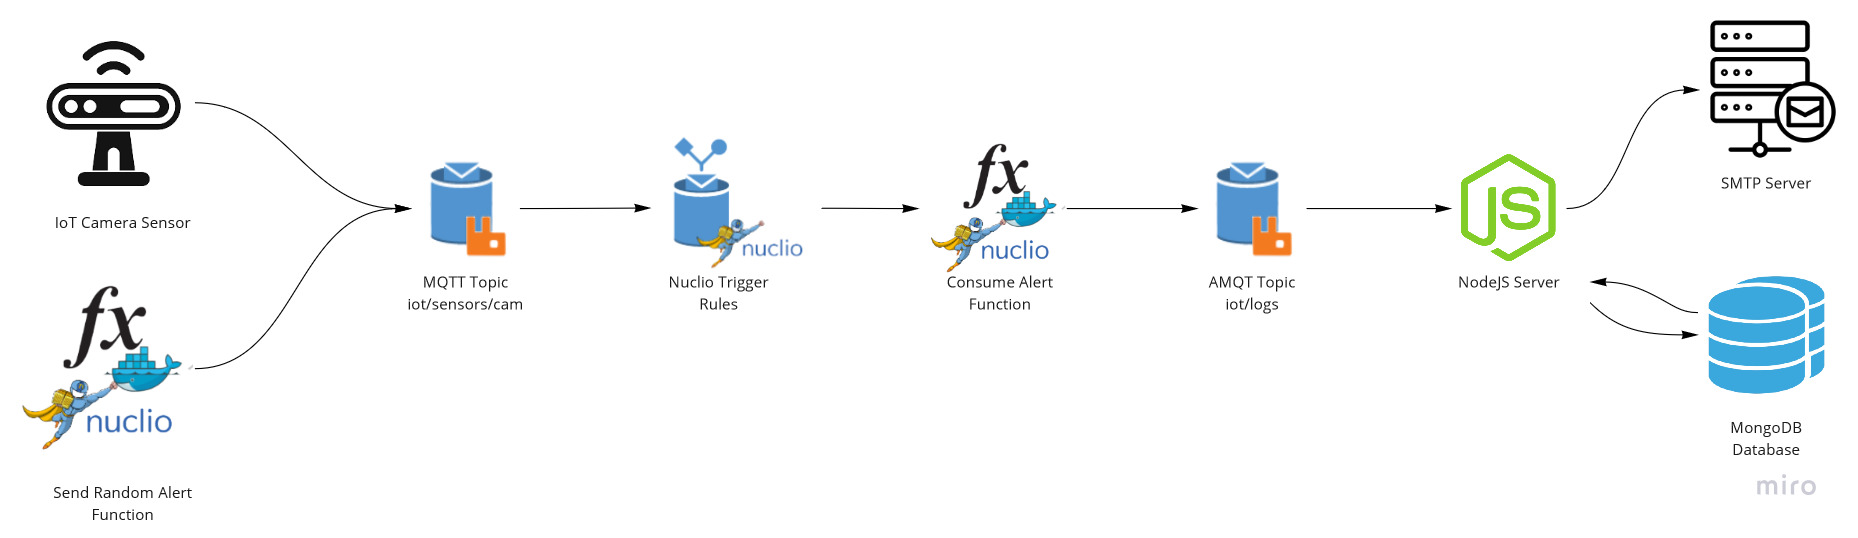 IoT Camera Sensor
nuclio
Send Random Alert
Function
MQTT Topic
iot/sensors/cam
nuclio
Nuclio Trigger
Rules
fx
nuclio
Consume Alert
Function
AMQT Topic
iot/logs
JS
NodeJS Server
SMTP Server
MongoDB
Database
fx
miro